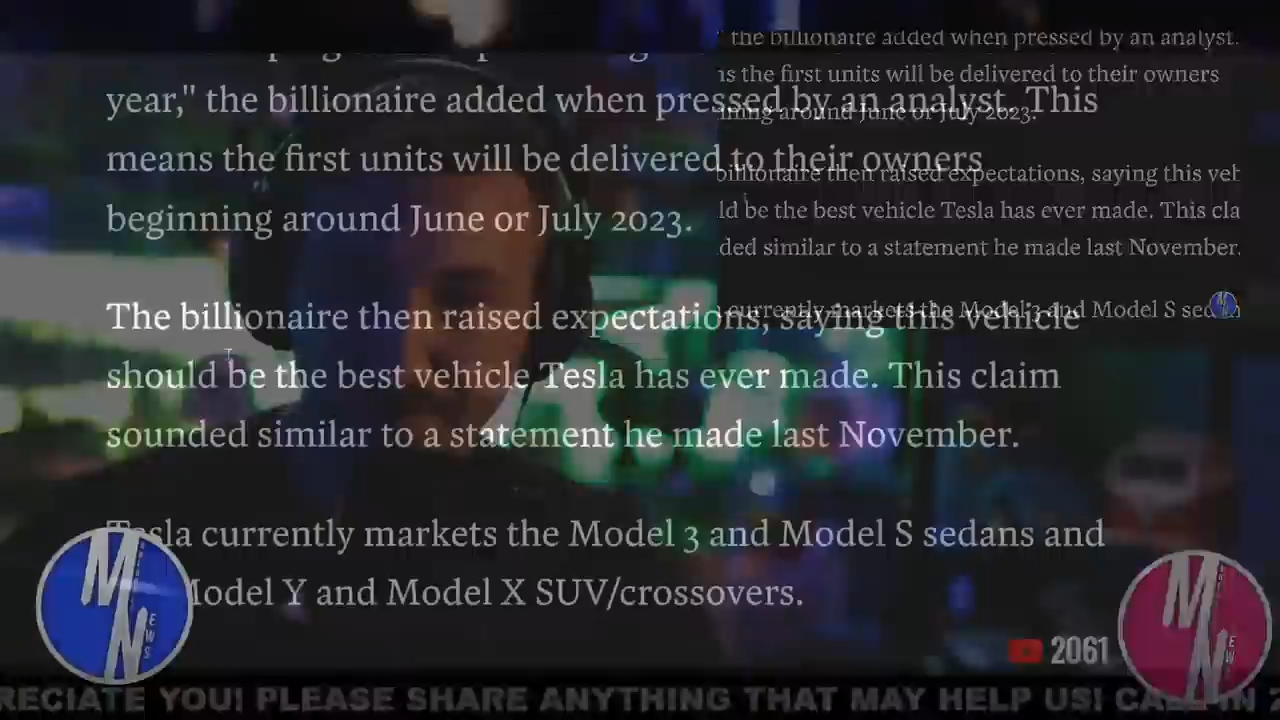 year," the billionaire added when pressed by an analyst. This
means the first units will be delivered to their owners
beginning around June or July 2023.
The billionaire then raised expectations, saying this vehicle
should be the best vehicle Tesla has ever made. This claim
sounded similar to a statement he made last November.
Tesla currently markets the Model 3 and Model S sedans and
Model Y and Model X SUV/crossovers.
" the billionaire added when pressed by an analyst.
ns the first units will be delivered to their owners
nning around June or July 2023.
billionaire then raised expectations, saying this veh
ld be the best vehicle Tesla has ever made. This cla
ded similar to a statement he made last November.
currently markets the Model 3 and Model S sed
MN
EWS
2061
MN
EW
RECIATE YOU! PLEASE SHARE ANYTHING THAT MAY HELP US! CALL IN